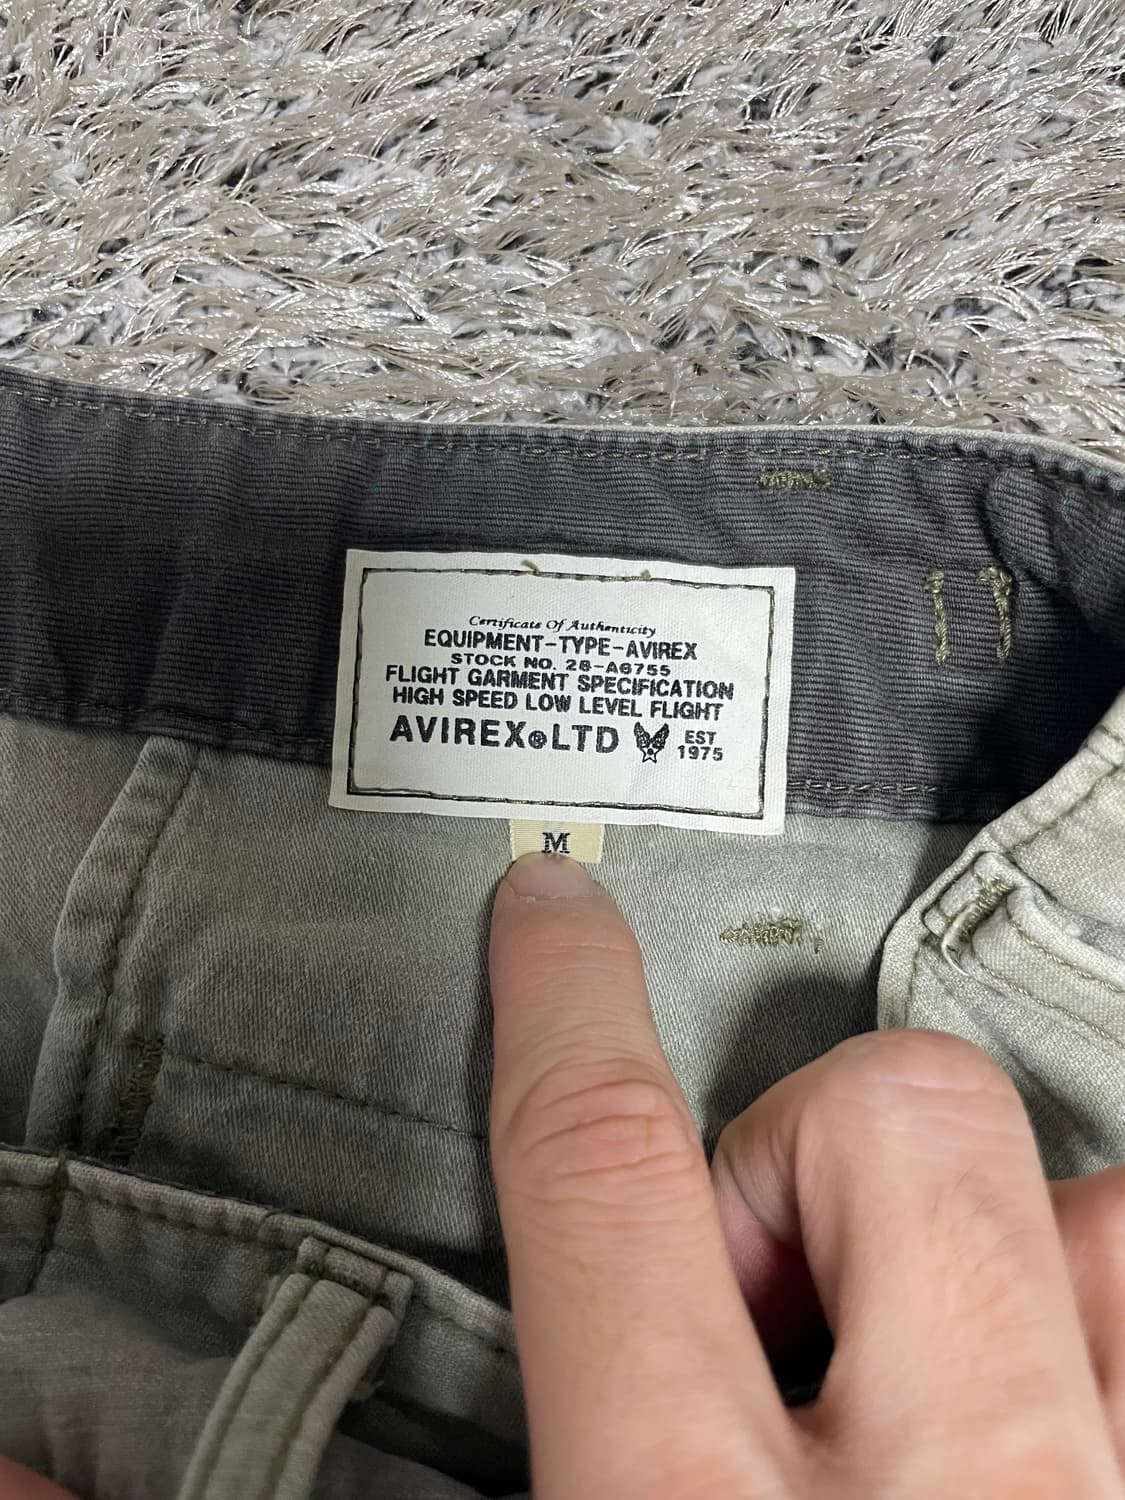 Certificate Of Authenticity
EQUIPMENT-TYPE-AVIREX
STOCK NO. 28-A6755
FLIGHT GARMENT SPECIFICATION
HIGH SPEED LOW LEVEL FLIGHT
AVIREX® LTD EST 1975
M